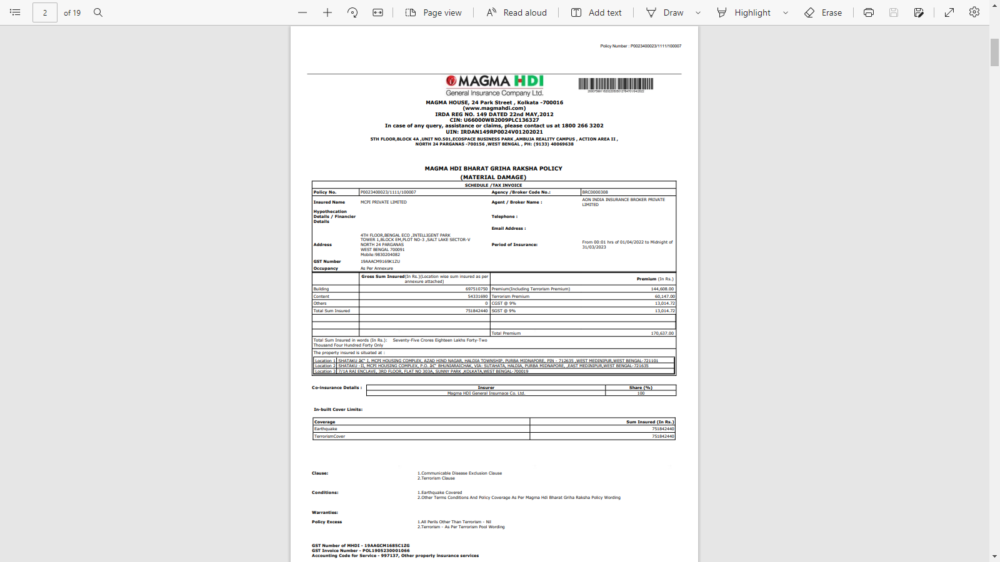 2 of 19 Page view Read aloud Add text Draw Highlight Erase
Policy Number : P0023400023/1111/100007
MAGMA HDI
General Insurance Company Ltd.
MAGMA HOUSE, 24 Park Street , Kolkata -700016
(www.magmahdi.com)
IRDA REG NO. 149 DATED 22nd MAY,2012
CIN: U66000WB2009PLC136327
In case of any query, assistance or claims, please contact us at 1800 266 3202
UIN: IRDAN149RP0024V01202021
5TH FLOOR,BLOCK 4A ,UNIT NO.501,ECOSPACE BUSINESS PARK ,AMBUJA REALITY CAMPUS , ACTION AREA II ,
NORTH 24 PARGANAS -700156 ,WEST BENGAL , PH: (9133) 40069638
MAGMA HDI BHARAT GRIHA RAKSHA POLICY
(MATERIAL DAMAGE)
SCHEDULE /TAX INVOICE
Policy No. P0023400023/1111/100007 Agency /Broker Code No.: BRC0000308
Insured Name MCPI PRIVATE LIMITED Agent / Broker Name : AON INDIA INSURANCE BROKER PRIVATE
LIMITED
Hypothecation
Details / Financier
Details
Telephone :
Email Address :
Address
4TH FLOOR,BENGAL ECO ,INTELLIGENT PARK
TOWER 1,BLOCK EM,PLOT NO-3 ,SALT LAKE SECTOR-V
NORTH 24 PARGANAS
WEST BENGAL 700091
Mobile:9830204082
Period of Insurance: From 00:01 hrs of 01/04/2022 to Midnight of
31/03/2023
GST Number 19AAACM9169K1ZU
Occupancy As Per Annexure
Gross Sum Insured(In Rs.)(Location wise sum insured as per
annexure attached)
Premium (In Rs.)
Building 697510750 Premium(Including Terrorism Premium) 144,608.00
Content 54331690 Terrorism Premium 60,147.00
Others 0 CGST @ 9% 13,014.72
Total Sum Insured 751842440 SGST @ 9% 13,014.72
Total Premium 170,637.00
Total Sum Insured in words (In Rs.): Seventy-Five Crores Eighteen Lakhs Forty-Two
Thousand Four Hundred Forty Only
The property insured is situated at :
Location 1 SHATAKU â€“ I, MCPI HOUSING COMPLEX, AZAD HIND NAGAR, HALDIA TOWNSHIP, PURBA MIDNAPORE, PIN - 712635 ,WEST MEDINIPUR,WEST BENGAL-721101
Location 2 SHATAKU -II, MCPI HOUSING COMPLEX, P.O. â€“ BHUNIARAICHAK, VIA: SUTAHATA, HALDIA, PURBA MIDNAPORE, ,EAST MEDINIPUR,WEST BENGAL-721635
Location 3 7/1A RAI ENCLAVE, 3RD FLOOR, FLAT NO 303A, SUNNY PARK ,KOLKATA,WEST BENGAL-700019
Co-insurance Details : Insurer Share (%)
Magma HDI General Insurnace Co. Ltd. 100
In-built Cover Limits:
Coverage Sum Insured (In Rs.)
Earthquake 751842440
TerrorismCover 751842440
Clause: 1.Communicable Disease Exclusion Clause
2.Terrorism Clause
Conditions: 1.Earthquake Covered
2.Other Terms Conditions And Policy Coverage As Per Magma Hdi Bharat Griha Raksha Policy Wording
Warranties:
Policy Excess 1.All Perils Other Than Terrorism - Nil
2.Terrorism - As Per Terrorism Pool Wording
GST Number of MHDI - 19AAGCM1685C1ZG
GST Invoice Number - POL1905230001066
Accounting Code for Service - 997137, Other property insurance services